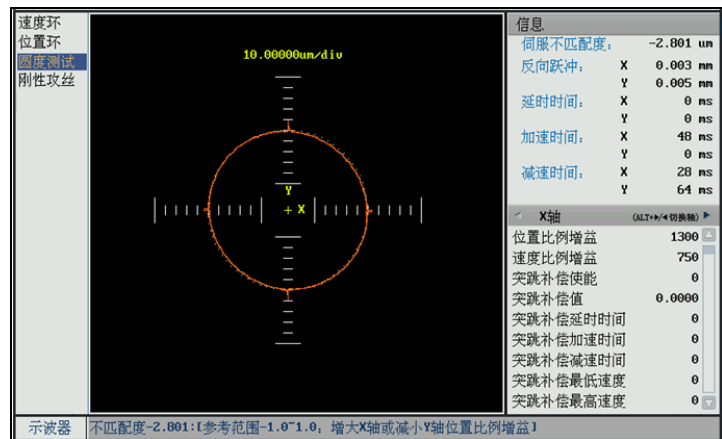 速度环
位置环
圆度测试
刚性攻丝
10.00000um/div
Y
X
信息
伺服不匹配度: -2.801 um
反向跃冲: X 0.003 mm
Y 0.005 mm
延时时间: X 0 ms
Y 0 ms
加速时间: X 48 ms
Y 0 ms
减速时间: X 28 ms
Y 64 ms
X轴 (ALT+▶/◀切换轴)
位置比例增益 1300
速度比例增益 750
突跳补偿使能 0
突跳补偿值 0.0000
突跳补偿延时时间 0
突跳补偿加速时间 0
突跳补偿减速时间 0
突跳补偿最低速度 0
突跳补偿最高速度 0
示波器
不匹配度-2.801:[参考范围-1.0~1.0; 增大X轴或减小Y轴位置比例增益]